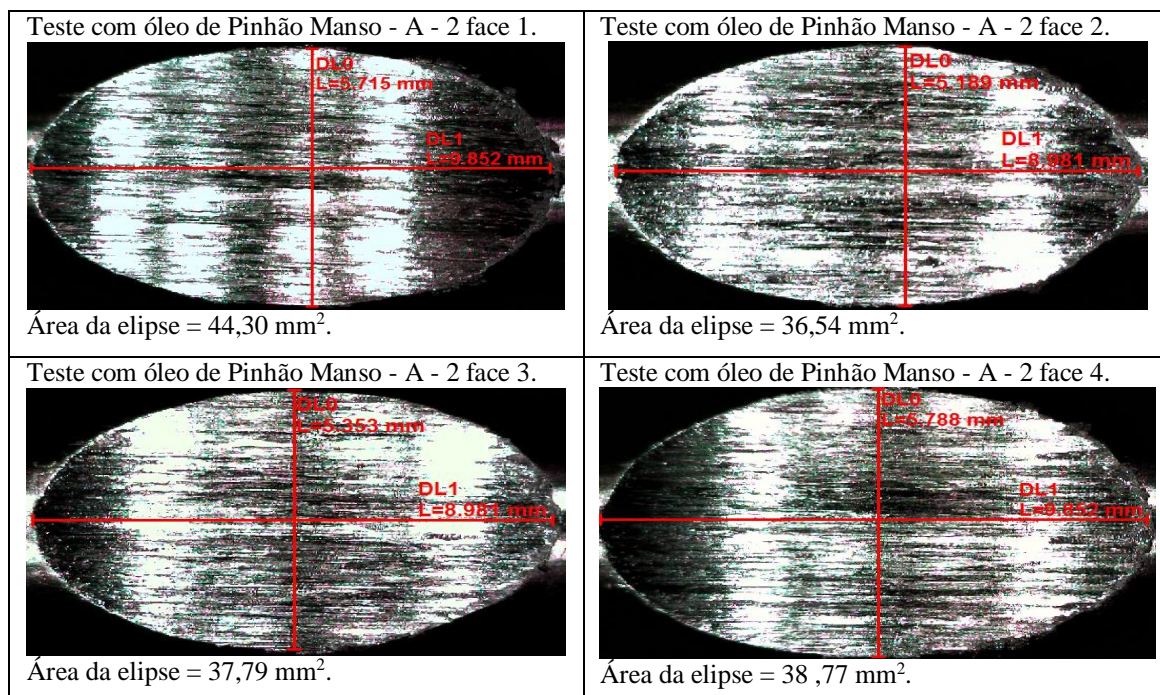 Teste com óleo de Pinhão Manso - A - 2 face 1.
DL0
L=5.715 mm
DL1
L=9.852 mm
Área da elipse = 44,30 mm².
Teste com óleo de Pinhão Manso - A - 2 face 2.
DL0
L=5.189 mm
DL1
L=8.981 mm
Área da elipse = 36,54 mm².
Teste com óleo de Pinhão Manso - A - 2 face 3.
DL0
L=5.353 mm
DL1
L=8.981 mm
Área da elipse = 37,79 mm².
Teste com óleo de Pinhão Manso - A - 2 face 4.
DL0
L=5.788 mm
DL1
L=9.852 mm
Área da elipse = 38 ,77 mm².